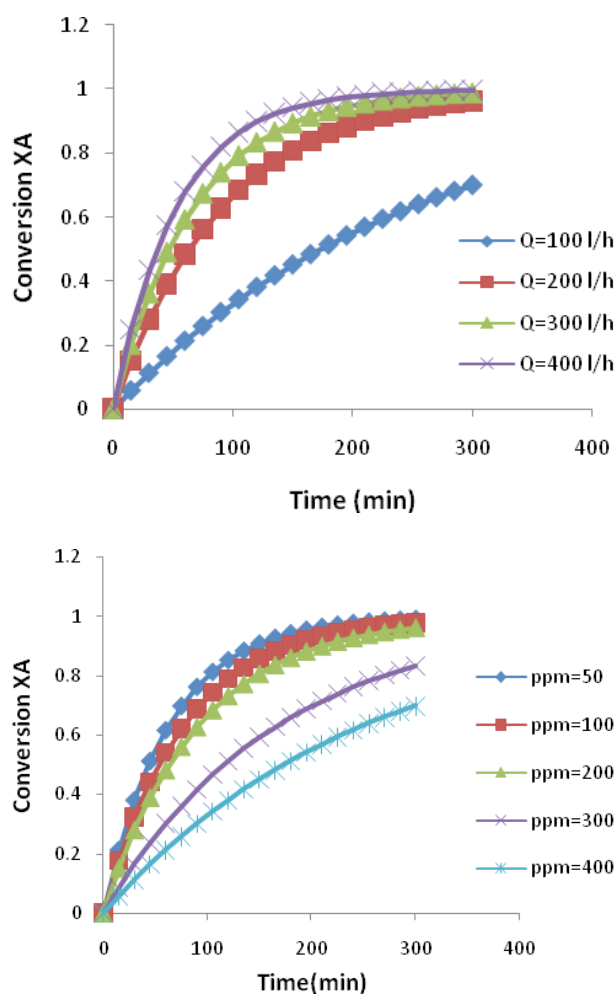 1.2
1
0.8
0.6
0.4
0.2
0
0 100 200 300 400
Conversion XA
Time (min)
Q=100 l/h
Q=200 l/h
Q=300 l/h
Q=400 l/h
1.2
1
0.8
0.6
0.4
0.2
0
0 100 200 300 400
Conversion XA
Time(min)
ppm=50
ppm=100
ppm=200
ppm=300
ppm=400